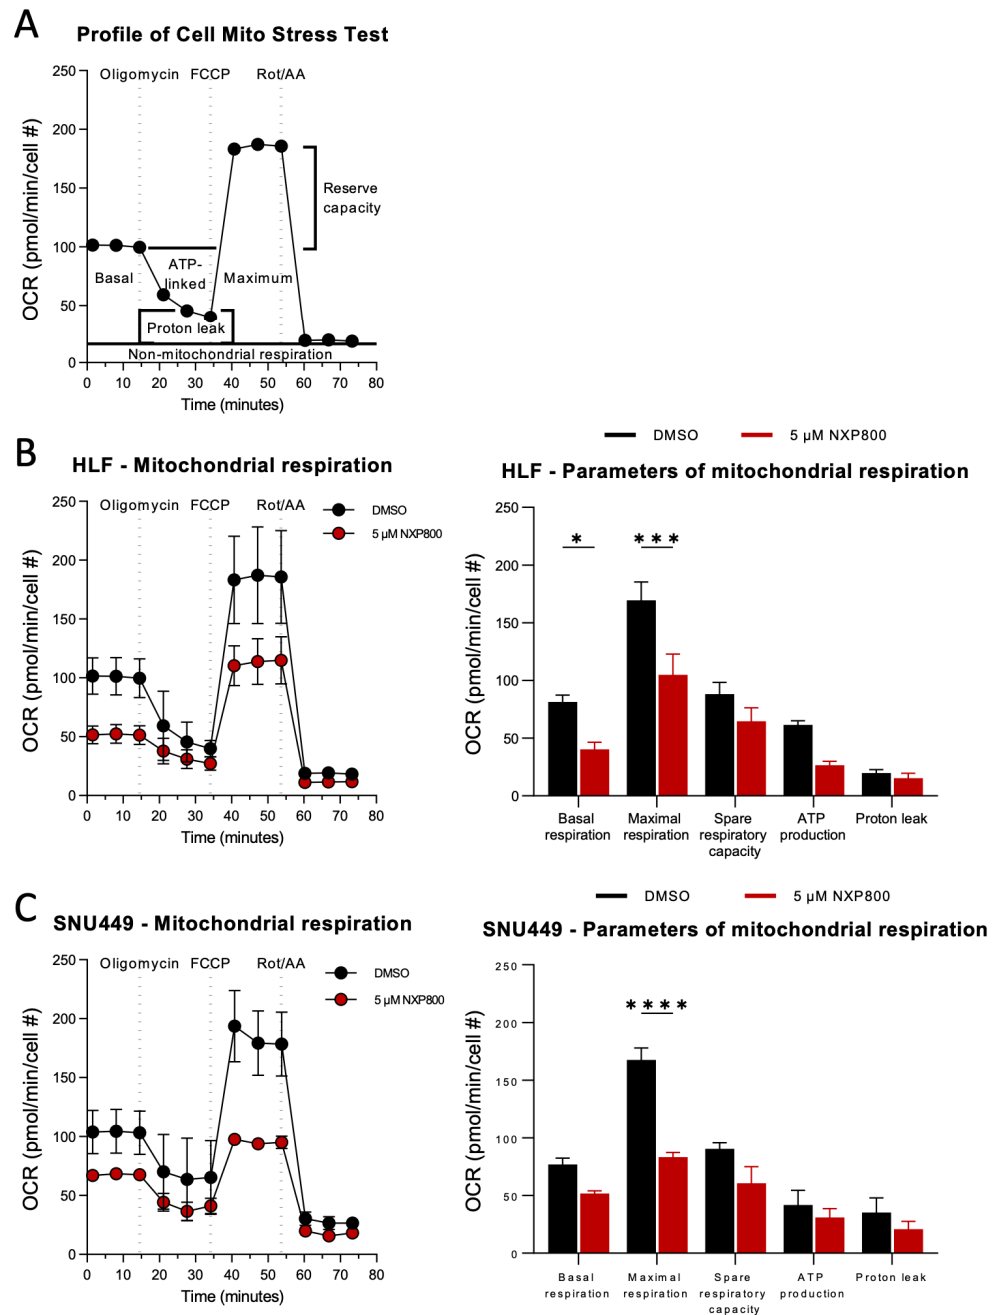 A
Profile of Cell Mito Stress Test
Oligomycin FCCP Rot/AA
OCR (pmol/min/cell #)
250
200
150
100
50
0
Reserve
capacity
Basal
ATP-
linked
Maximum
Proton leak
Non-mitochondrial respiration
0 10 20 30 40 50 60 70 80
Time (minutes)
B
HLF - Mitochondrial respiration
Oligomycin FCCP Rot/AA
DMSO
5 µM NXP800
OCR (pmol/min/cell #)
250
200
150
100
50
0
0 10 20 30 40 50 60 70 80
Time (minutes)
DMSO 5 µM NXP800
HLF - Parameters of mitochondrial respiration
OCR (pmol/min/cell #)
250
200
150
100
50
0
*
***
Basal
respiration
Maximal
respiration
Spare
respiratory
capacity
ATP
production
Proton leak
C
SNU449 - Mitochondrial respiration
Oligomycin FCCP Rot/AA
DMSO
5 µM NXP800
OCR (pmol/min/cell #)
250
200
150
100
50
0
0 10 20 30 40 50 60 70 80
Time (minutes)
DMSO 5 µM NXP800
SNU449 - Parameters of mitochondrial respiration
OCR (pmol/min/cell #)
250
200
150
100
50
0
****
Basal
respiration
Maximal
respiration
Spare
respiratory
capacity
ATP
production
Proton leak